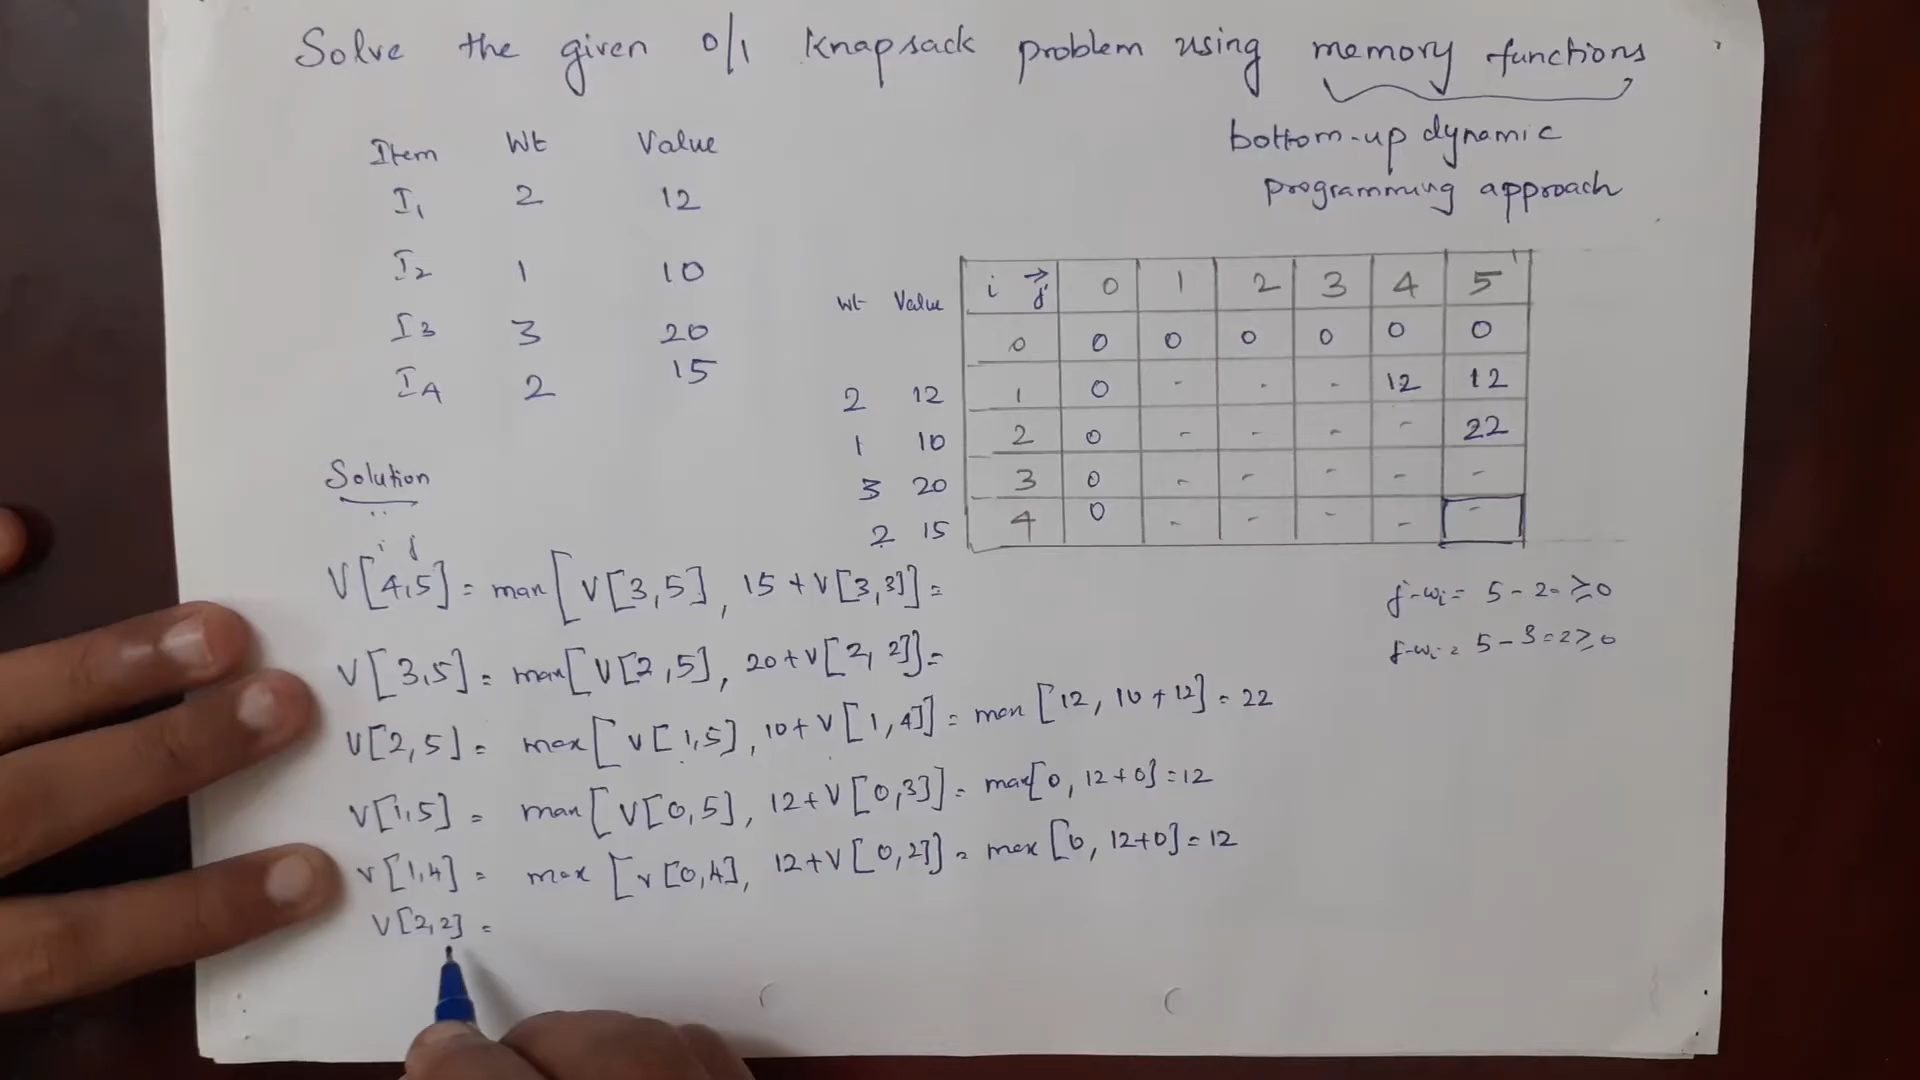 Solve the given 0/1 Knapsack problem using memory functions
bottom-up dynamic
programming approach
Item Wt Value
I1 2 12
I2 1 10
I3 3 20
I4 2 15
Wt Value i j → 0 1 2 3 4 5
0 0 0 0 0 0 0
2 12 1 0 - - - 12 12
1 10 2 0 - - - - 22
3 20 3 0 - - - - -
2 15 4 0 - - - - -
Solution
i j
V[4,5] = max[V[3,5], 15+V[3,3]] =
j-wi = 5-2 = ≥0
V[3,5] = max[V[2,5], 20+V[2,2]] =
j-wi = 5-3=2≥0
V[2,5] = max[V[1,5], 10+V[1,4]] = max[12, 10+12] = 22
V[1,5] = max[V[0,5], 12+V[0,3]] = max[0, 12+0] = 12
V[1,4] = max[V[0,4], 12+V[0,2]] = max[0, 12+0] = 12
V[2,2] =